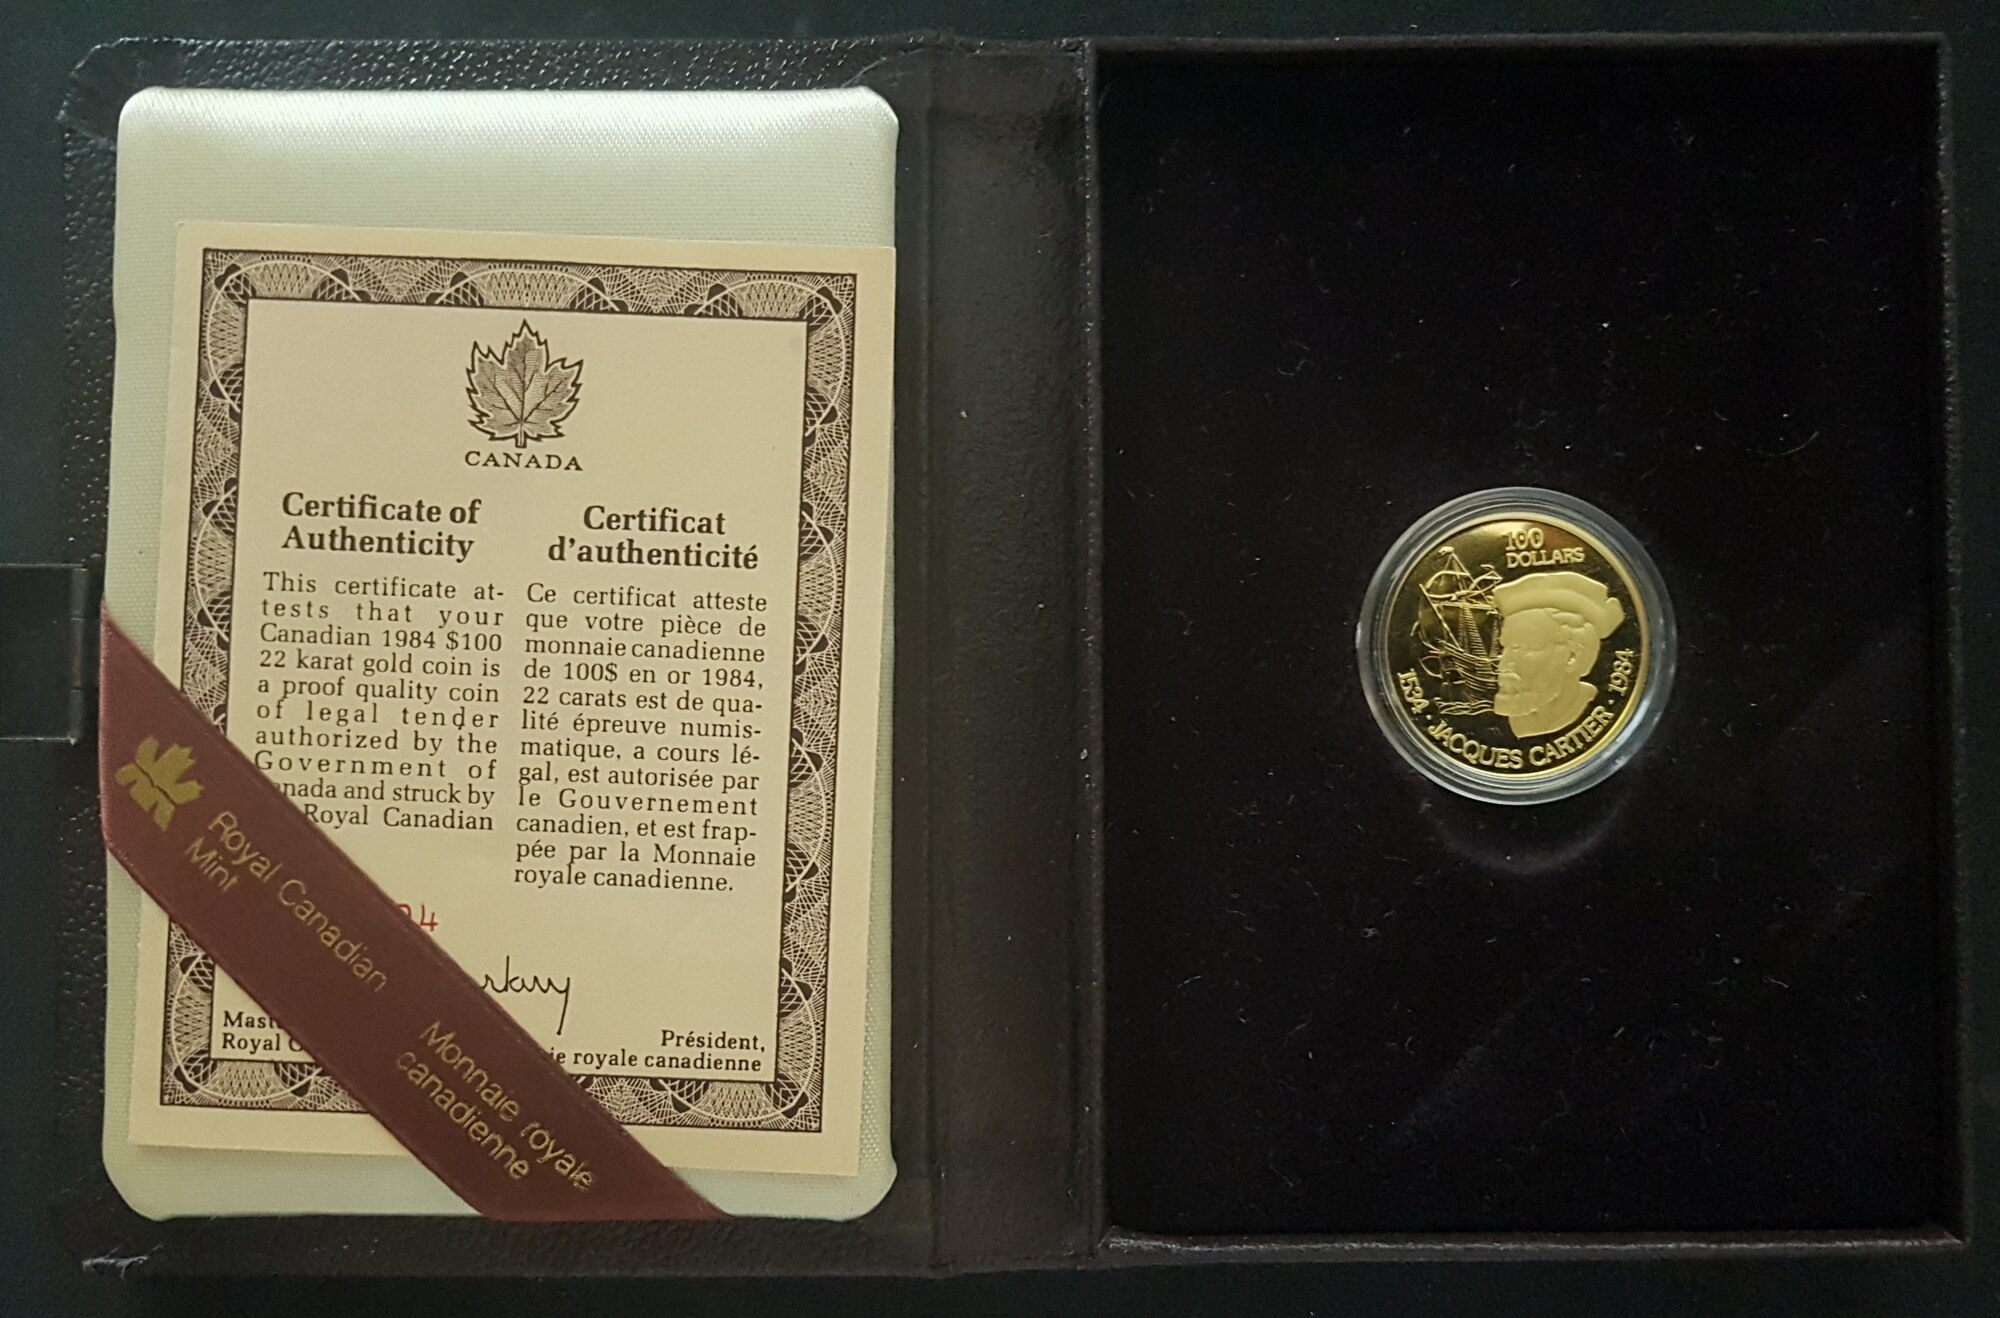 CANADA
Certificate of
Authenticity
This certificate at-
tests that your
Canadian 1984 $100
22 karat gold coin is
a proof quality coin
of legal tender
authorized by the
Government of
and struck by
Royal Canadian
Certificat
d'authenticité
Ce certificat atteste
que votre pièce de
monnaie canadienne
de 100$ en or 1984,
22 carats est de qua-
lité épreuve numis-
matique, a cours lé-
gal, est autorisée par
le Gouvernement
canadien, et est frap-
pée par la Monnaie
royale canadienne.
Royal
Président,
royale canadienne
Royal Canadian
Mint
Monnaie royale
canadienne
100
DOLLARS
1534 · JACQUES CARTIER · 1984